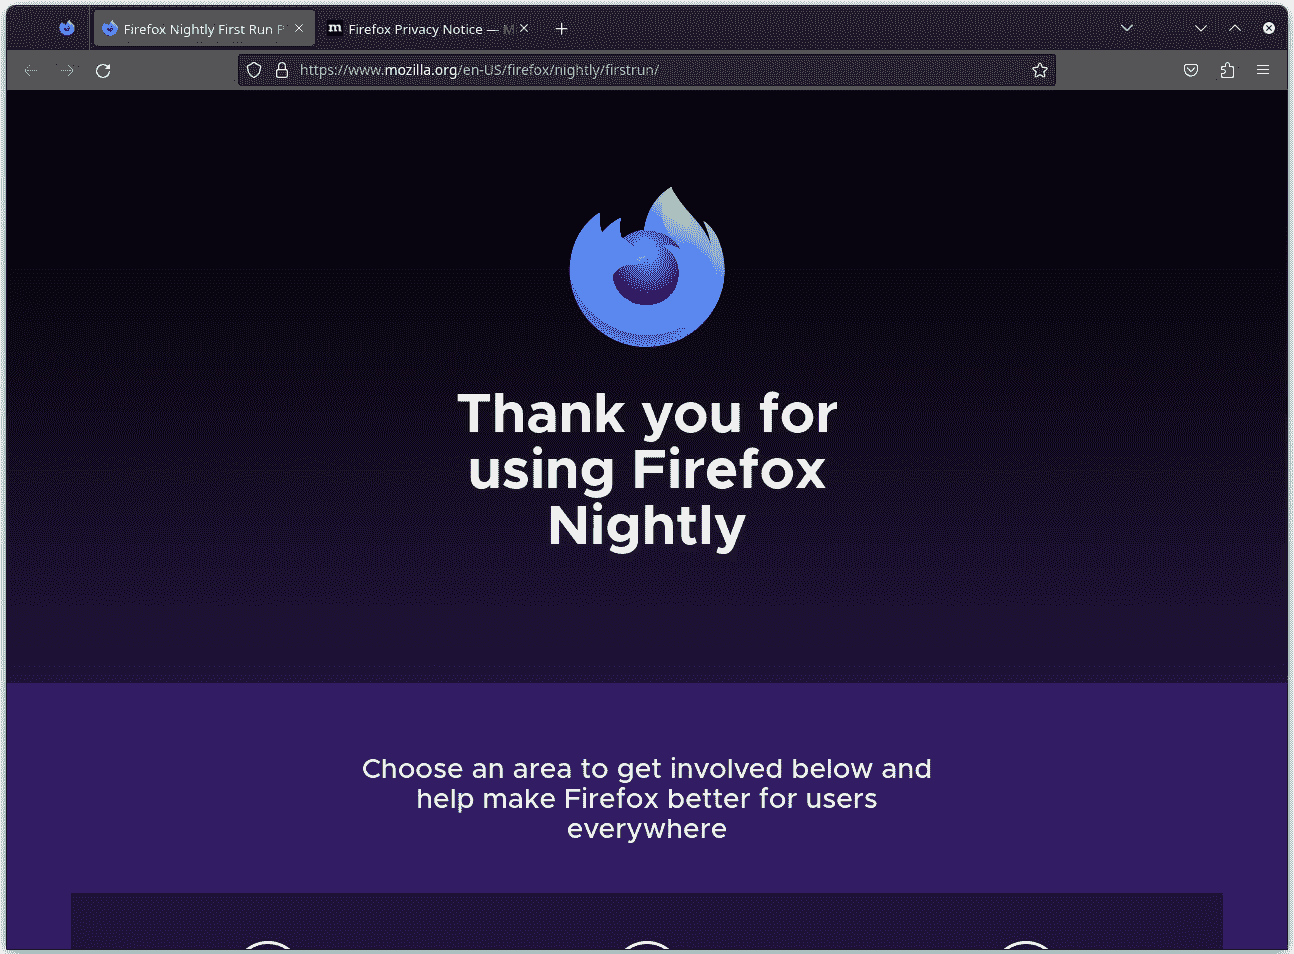 Firefox Nightly First Run
Firefox Privacy Notice — M
https://www.mozilla.org/en-US/firefox/nightly/firstrun/
Thank you for
using Firefox
Nightly
Choose an area to get involved below and
help make Firefox better for users
everywhere